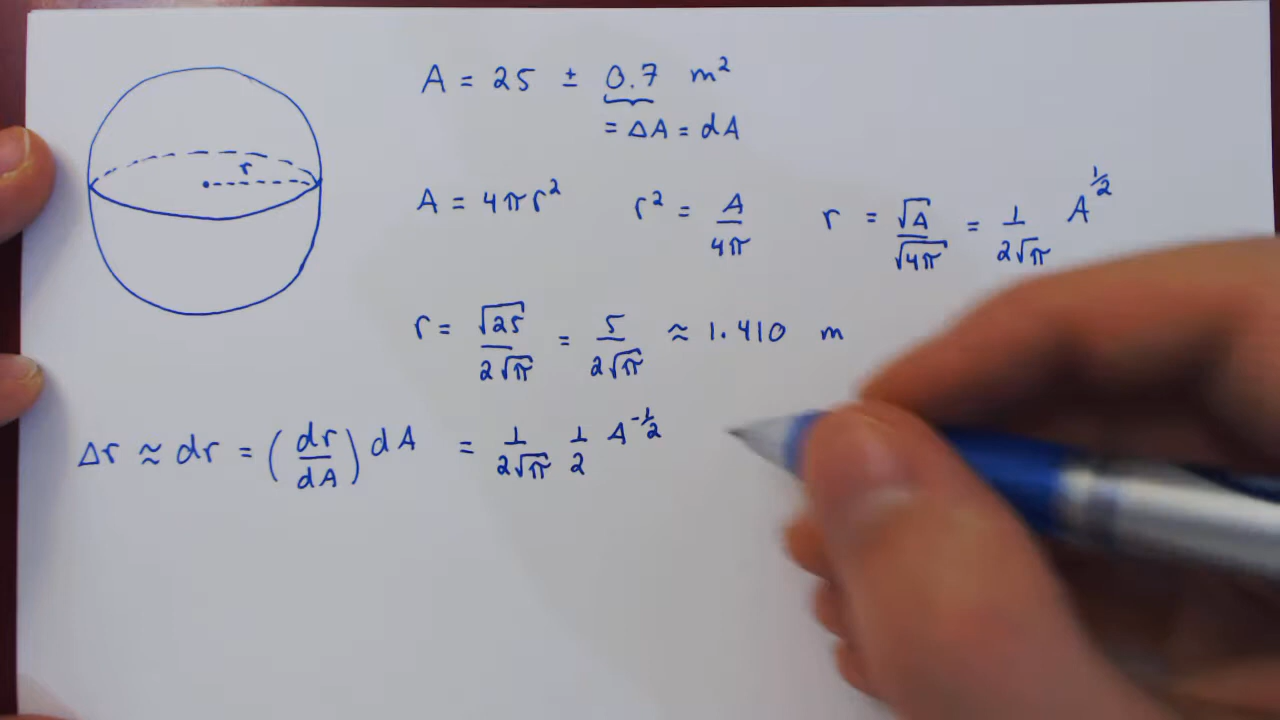 A = 25 ± 0.7 m²
= ΔA = dA
r
A = 4πr² r² = A/4π r = √A/√4π = 1/2√π A^½
r = √25/2√π = 5/2√π ≈ 1.410 m
Δr ≈ dr = (dr/dA) dA = 1/2√π 1/2 A^-½